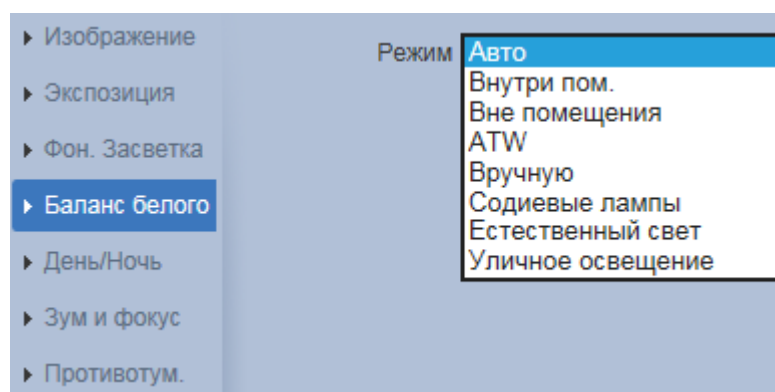 Изображение
Экспозиция
Фон. Засветка
Баланс белого
День/Ночь
Зум и фокус
Противотум.
Режим
Авто
Внутри пом.
Вне помещения
ATW
Вручную
Содиевые лампы
Естественный свет
Уличное освещение